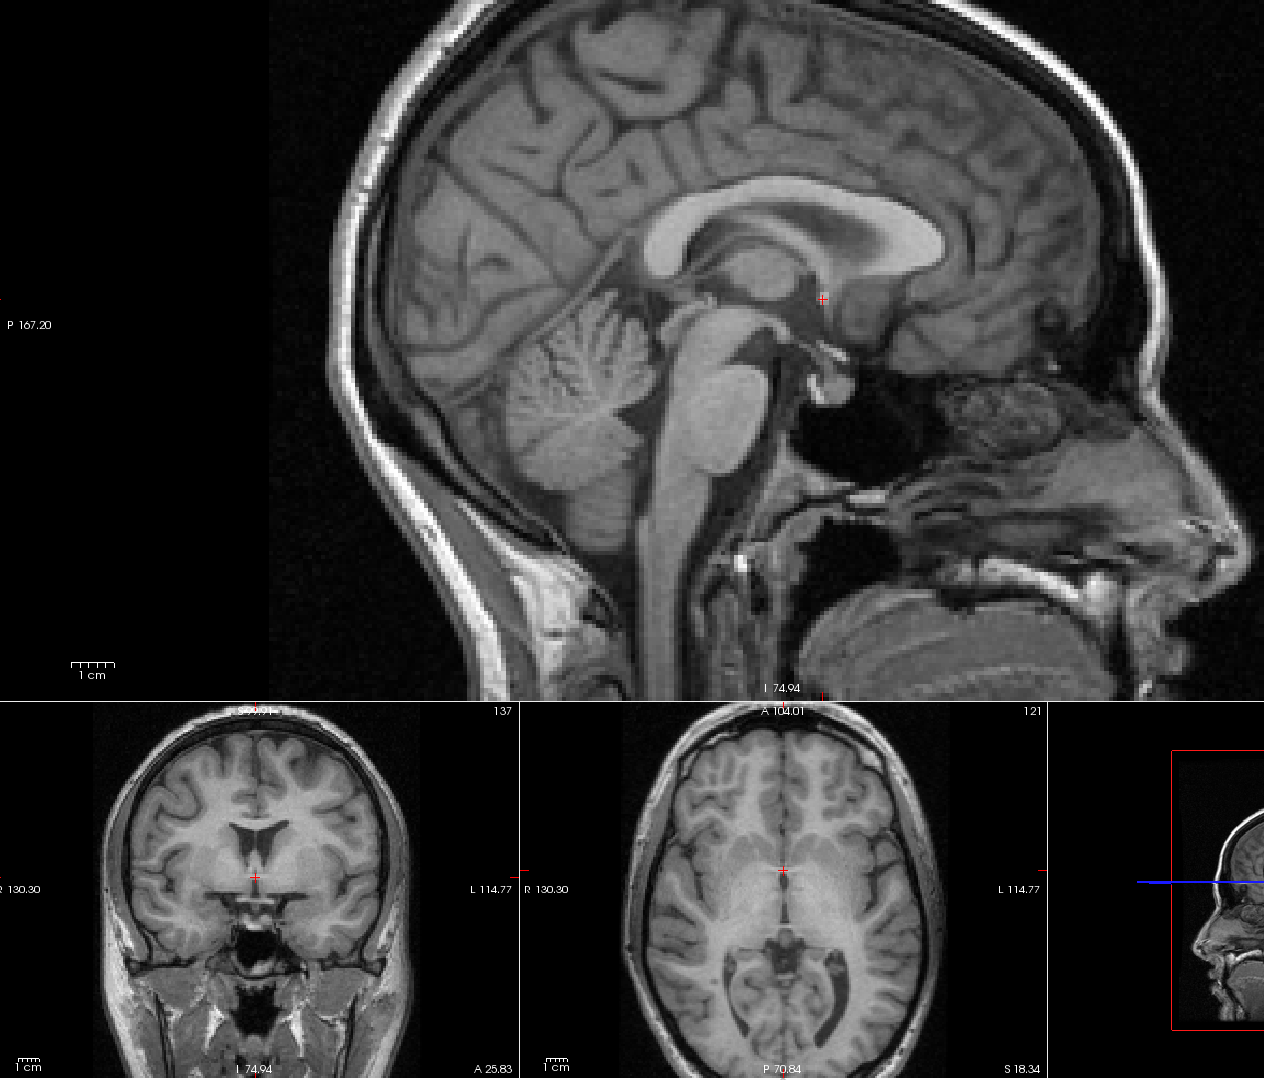 P 167.20
1 cm
I 74.94
137
R 130.30
L 114.77
1 cm
I 74.94
A 25.83
A 104.01
121
R 130.30
L 114.77
1 cm
P 70.84
S 18.34